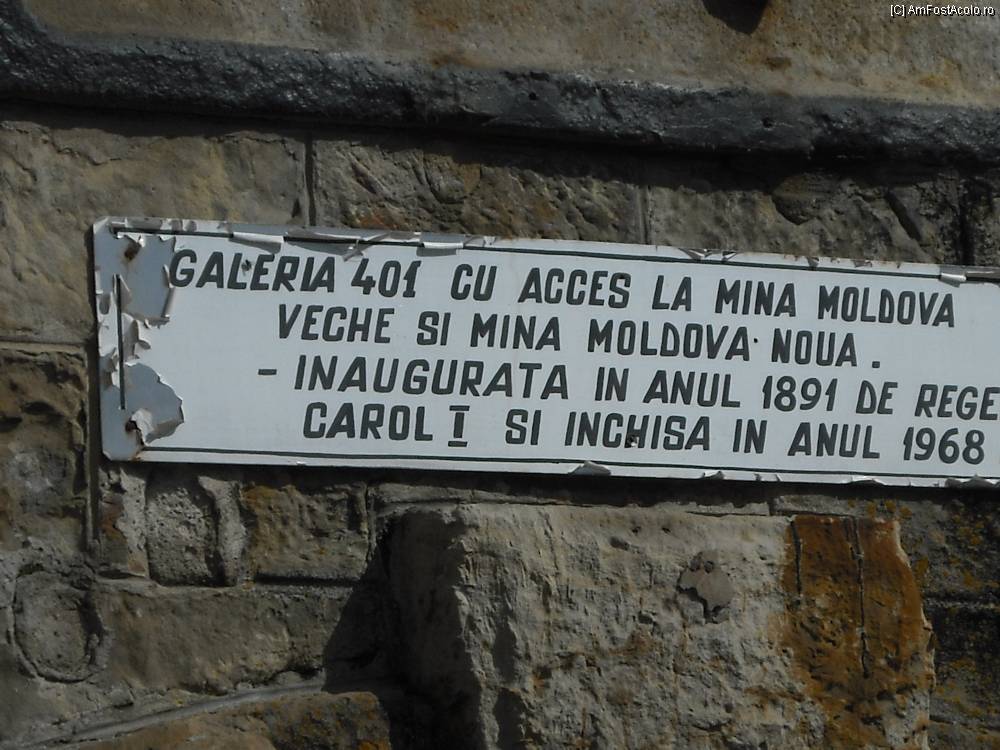 [C] AmFostAcolo.ro
GALERIA 401 CU ACCES LA MINA MOLDOVA
VECHE SI MINA MOLDOVA NOUA.
- INAUGURATA IN ANUL 1891 DE REGE
CAROL I SI INCHISA IN ANUL 1968